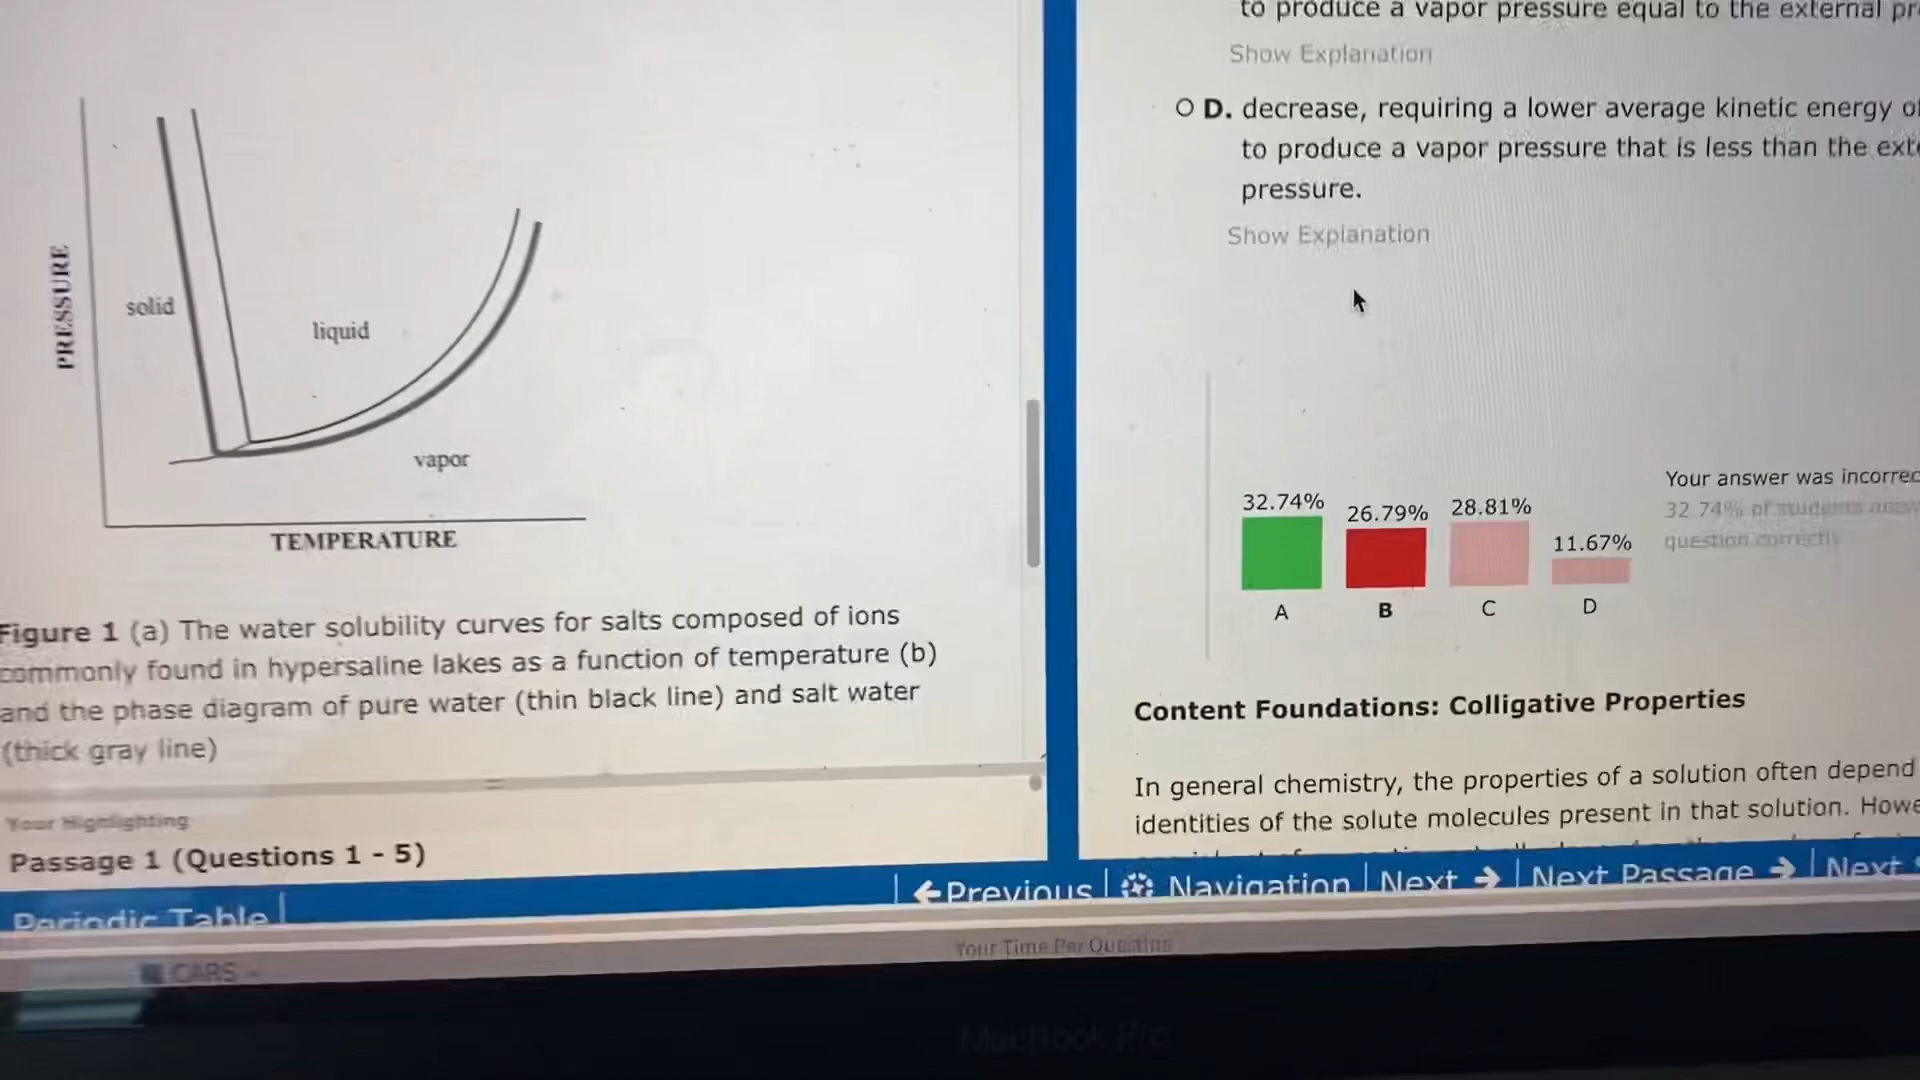 PRESSURE
solid
liquid
vapor
TEMPERATURE
Figure 1 (a) The water solubility curves for salts composed of ions
commonly found in hypersaline lakes as a function of temperature (b)
and the phase diagram of pure water (thin black line) and salt water
(thick gray line)
Your Highlighting
Passage 1 (Questions 1 - 5)
to produce a vapor pressure equal to the external
Show Explanation
D. decrease, requiring a lower average kinetic energy
to produce a vapor pressure that is less than the
pressure.
Show Explanation
32.74%
26.79%
28.81%
11.67%
A
B
C
D
Your answer was incorrec
32.74% of students
question correctly
Content Foundations: Colligative Properties
In general chemistry, the properties of a solution often depend
identities of the solute molecules present in that solution. Howe
Periodic Table
Previous
Navigation
Next
Next Passage
Next
Your Time Per Question
CARS
MacBook Pro